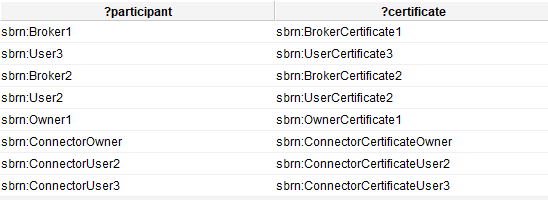 ?participant ?certificate
sbrn:Broker1 sbrn:BrokerCertificate1
sbrn:User3 sbrn:UserCertificate3
sbrn:Broker2 sbrn:BrokerCertificate2
sbrn:User2 sbrn:UserCertificate2
sbrn:Owner1 sbrn:OwnerCertificate1
sbrn:ConnectorOwner sbrn:ConnectorCertificateOwner
sbrn:ConnectorUser2 sbrn:ConnectorCertificateUser2
sbrn:ConnectorUser3 sbrn:ConnectorCertificateUser3